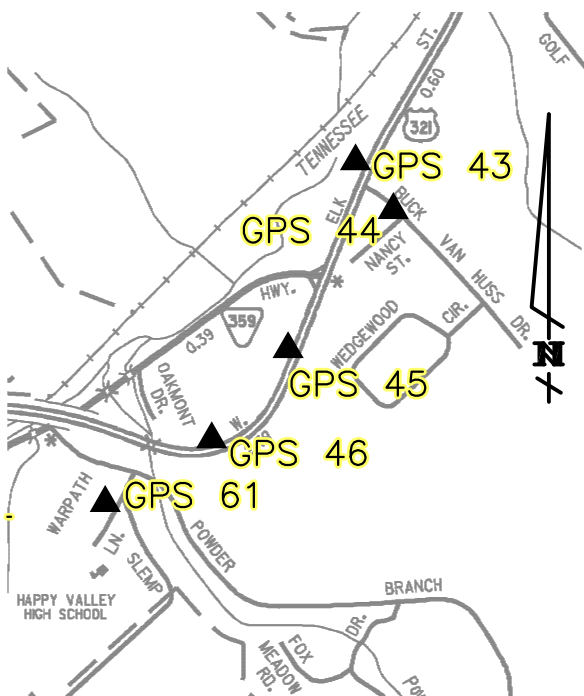 ST.
GOLF
0.60
321
TENNESSEE
GPS 43
ELK
BUCK
GPS 44
NANCY
ST.
VAN HUSS
DR.
HWY.
359
0.39
WEDGEWOOD
CIR.
N
OAKMONT
DR.
GPS 45
W.
GPS 46
GPS 61
WARPATH
LN.
POWDER
SLEMP
BRANCH
HAPPY VALLEY
HIGH SCHOOL
DR.
FOX
MEADOW
RD.